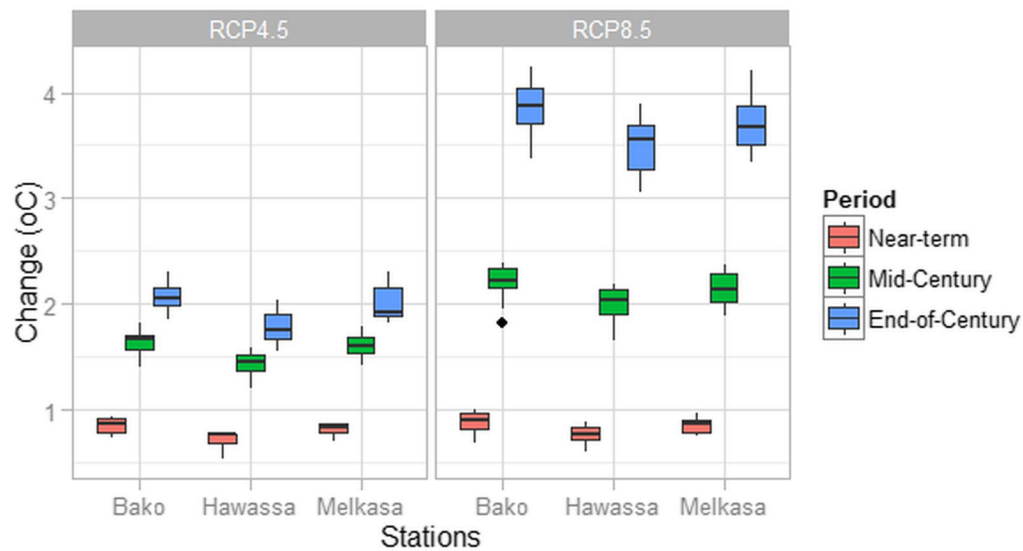 RCP4.5 RCP8.5
4
3
2
1
Change (oC)
Bako Hawassa Melkasa Bako Hawassa Melkasa
Stations
Period
Near-term
Mid-Century
End-of-Century